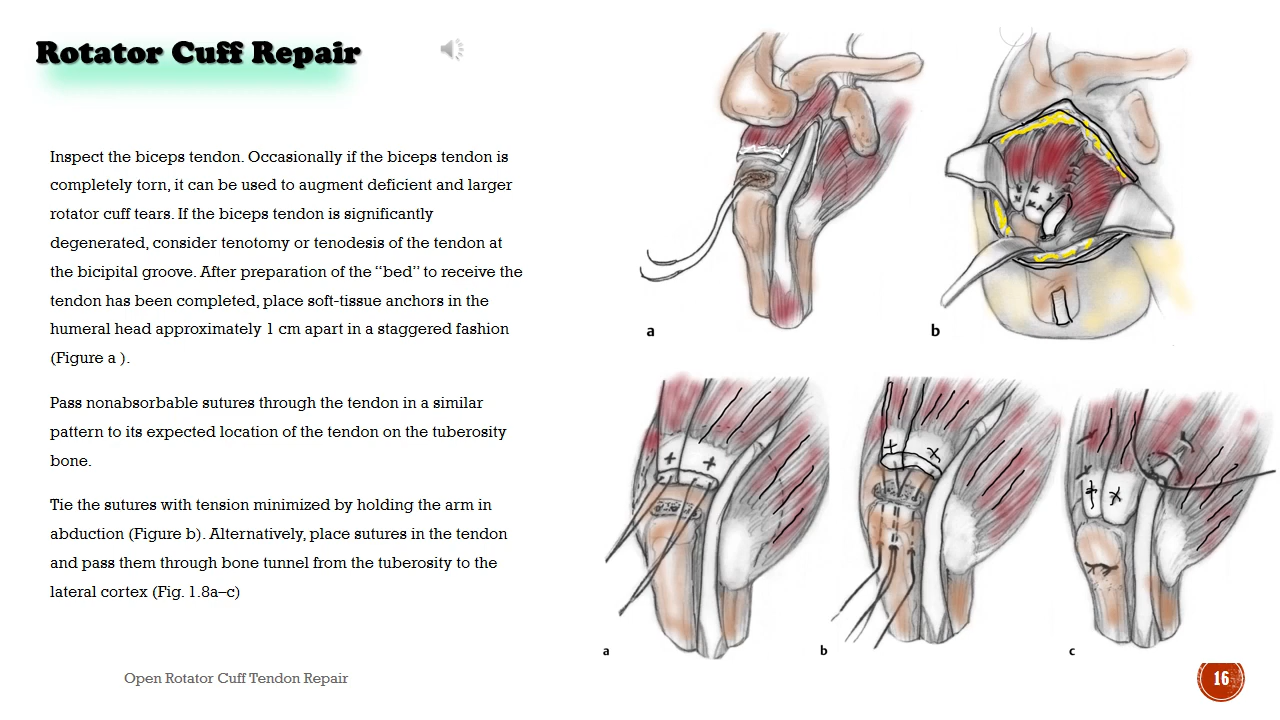 Rotator Cuff Repair
Inspect the biceps tendon. Occasionally if the biceps tendon is
completely torn, it can be used to augment deficient and larger
rotator cuff tears. If the biceps tendon is significantly
degenerated, consider tenotomy or tenodesis of the tendon at
the bicipital groove. After preparation of the “bed” to receive the
tendon has been completed, place soft-tissue anchors in the
humeral head approximately 1 cm apart in a staggered fashion
(Figure a ).
Pass nonabsorbable sutures through the tendon in a similar
pattern to its expected location of the tendon on the tuberosity
bone.
Tie the sutures with tension minimized by holding the arm in
abduction (Figure b). Alternatively, place sutures in the tendon
and pass them through bone tunnel from the tuberosity to the
lateral cortex (Fig. 1.8a–c)
a
b
a
b
c
Open Rotator Cuff Tendon Repair
16